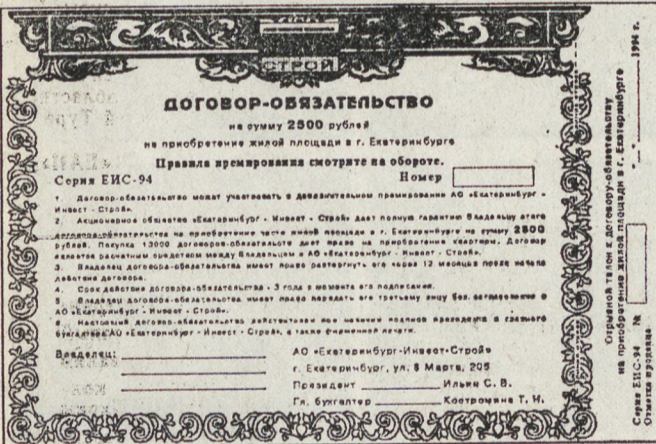 СТРОЙ
ДОГОВОР-ОБЯЗАТЕЛЬСТВО
на сумму 2500 рублей
на приобретение жилой площади в г. Екатеринбурге
Правила премирования смотрите на обороте.
Серия ЕИС-94 Номер
1. Договор-обязательство может участвовать в дополнительном премировании АО «Екатеринбург -
Инвест - Строй».
2. Акционерное общество «Екатеринбург - Инвест - Строй» дает полную гарантию Владельцу этого
договора-обязательства на приобретение части жилой площади в г. Екатеринбурге на сумму 2500
рублей. Покупка 13000 договоров-обязательств дает право на приобретение квартиры. Договор
является расчетным средством между Владельцем и АО «Екатеринбург - Инвест - Строй».
3. Владелец договора-обязательства имеет право расторгнуть его через 12 месяцев после начала
действия договора.
4. Срок действия договора-обязательства - 3 года с момента его подписания.
5. Владелец договора-обязательства имеет право передать его третьему лицу без согласования с
АО «Екатеринбург - Инвест - Строй».
6. Настоящий договор-обязательство действителен при наличии подписи президента и главного
бухгалтера АО «Екатеринбург - Инвест - Строй», а также фирменной печати.
Владелец:
АО «Екатеринбург-Инвест-Строй»
г. Екатеринбург, ул. 8 Марта, 205
Президент Ильин С. В.
Гл. бухгалтер Костромина Т. Н.
Отрывной талон к договору-обязательству
на приобретение жилой площади в г. Екатеринбурге
Серия ЕИС-94 №
Отметка продавца " " 1994 г.